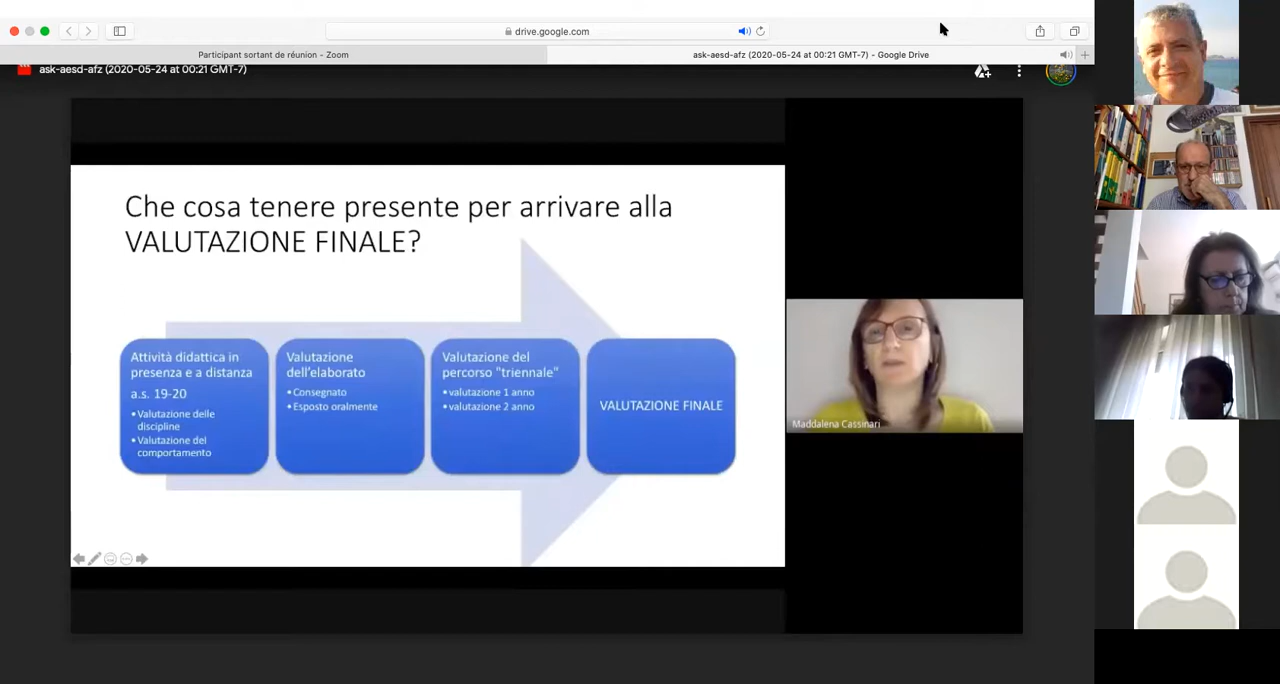 drive.google.com
Participant sortant de réunion - Zoom
ask-aesd-afz (2020-05-24 at 00:21 GMT-7) - Google Drive
ask-aesd-afz (2020-05-24 at 00:21 GMT-7)
Che cosa tenere presente per arrivare alla
VALUTAZIONE FINALE?
Attività didattica in
presenza e a distanza
a.s. 19-20
• Valutazione delle
discipline
• Valutazione del
comportamento
Valutazione
dell'elaborato
• Consegnato
• Esposto oralmente
Valutazione del
percorso "triennale"
• valutazione 1 anno
• valutazione 2 anno
VALUTAZIONE FINALE
Maddalena Cassinari